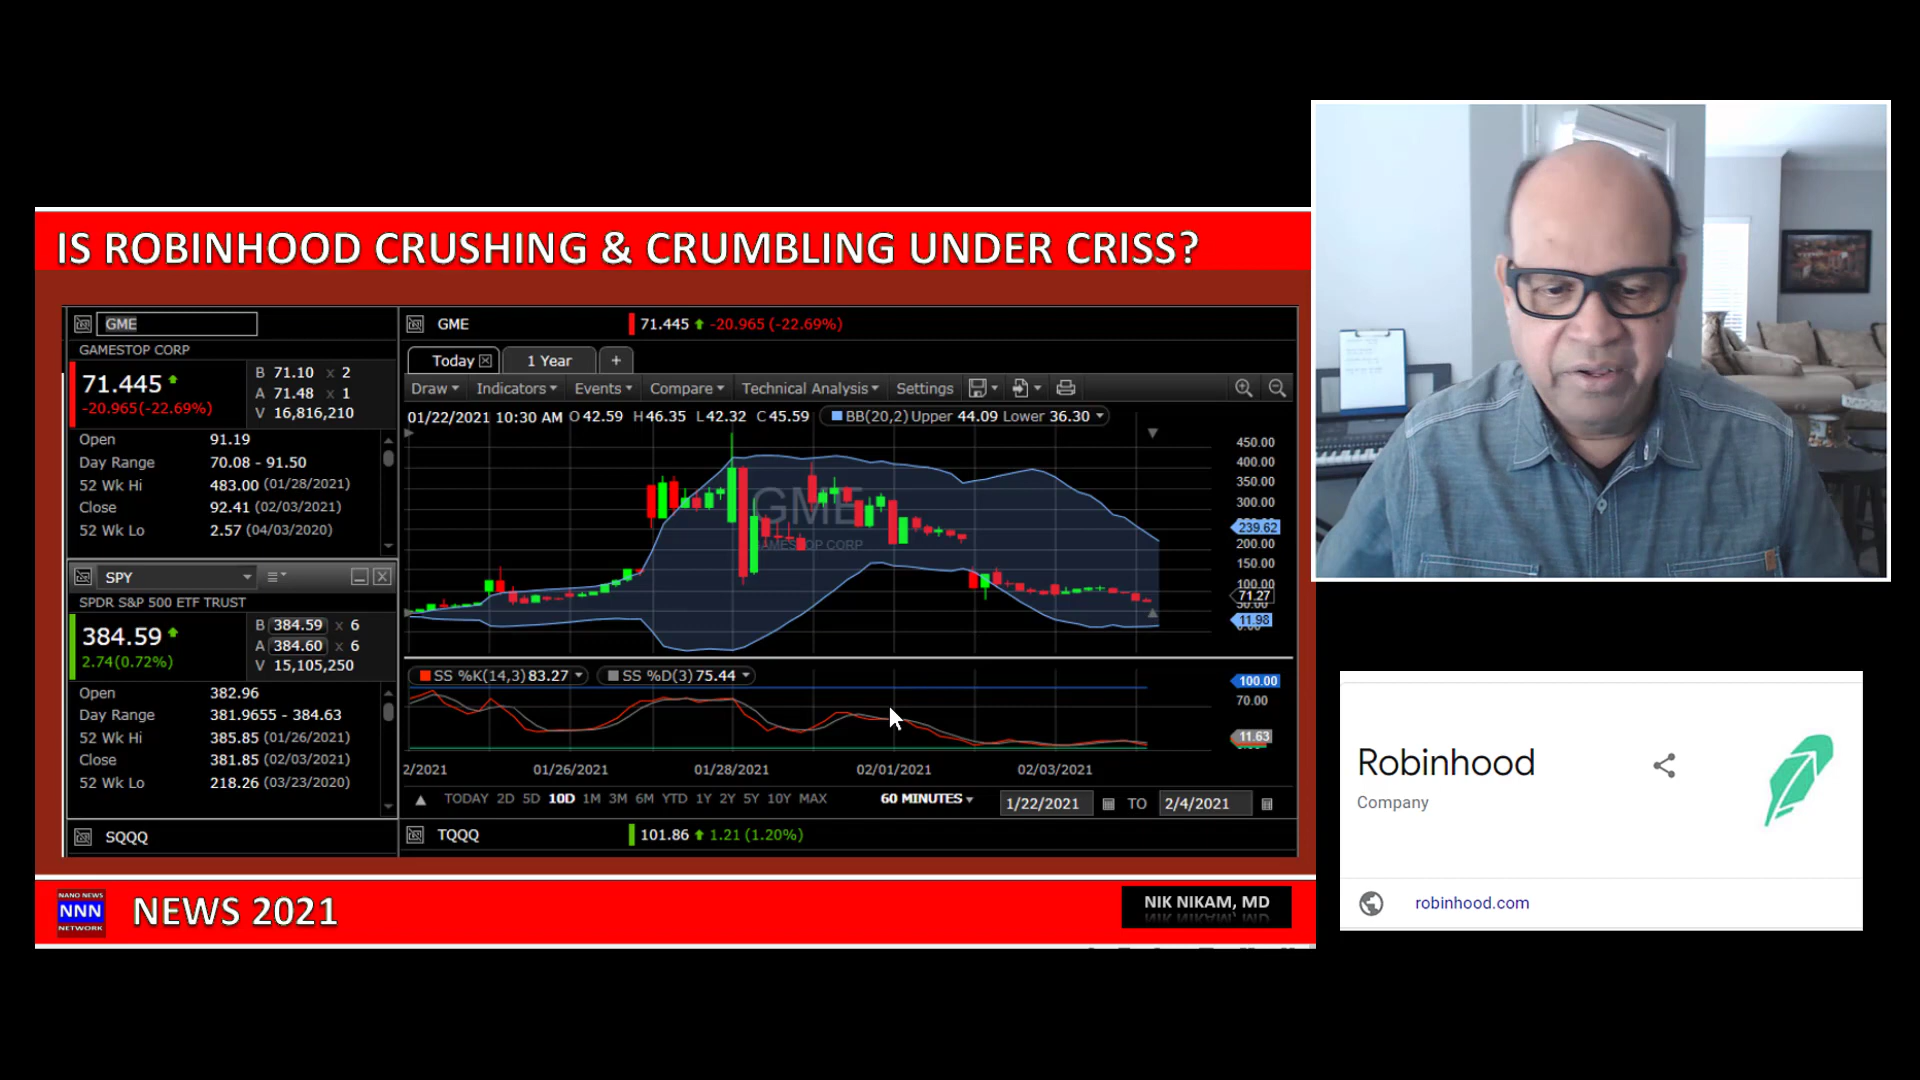 IS ROBINHOOD CRUSHING & CRUMBLING UNDER CRISS?
GME
GAMESTOP CORP
71.445
-20.965(-22.69%)
B 71.10 x 2
A 71.48 x 1
V 16,816,210
Open 91.19
Day Range 70.08 - 91.50
52 Wk Hi 483.00 (01/28/2021)
Close 92.41 (02/03/2021)
52 Wk Lo 2.57 (04/03/2020)
SPY
SPDR S&P 500 ETF TRUST
384.59
2.74(0.72%)
B 384.59 x 6
A 384.60 x 6
V 15,105,250
Open 382.96
Day Range 381.9655 - 384.63
52 Wk Hi 385.85 (01/26/2021)
Close 381.85 (02/03/2021)
52 Wk Lo 218.26 (03/23/2020)
SQQQ
GME 71.445 -20.965 (-22.69%)
Today 1 Year +
Draw Indicators Events Compare Technical Analysis Settings
01/22/2021 10:30 AM O 42.59 H 46.35 L 42.32 C 45.59 BB(20,2) Upper 44.09 Lower 36.30
450.00
400.00
350.00
300.00
239.62
200.00
150.00
100.00
71.27
50.00
11.98
GME
GAMESTOP CORP
SS %K(14,3) 83.27 SS %D(3) 75.44
100.00
70.00
11.63
2/2021 01/26/2021 01/28/2021 02/01/2021 02/03/2021
TODAY 2D 5D 10D 1M 3M 6M YTD 1Y 2Y 5Y 10Y MAX 60 MINUTES 1/22/2021 TO 2/4/2021
TQQQ 101.86 1.21 (1.20%)
NANO NEWS
NNN
NETWORK
NEWS 2021
NIK NIKAM, MD
Robinhood
Company
robinhood.com